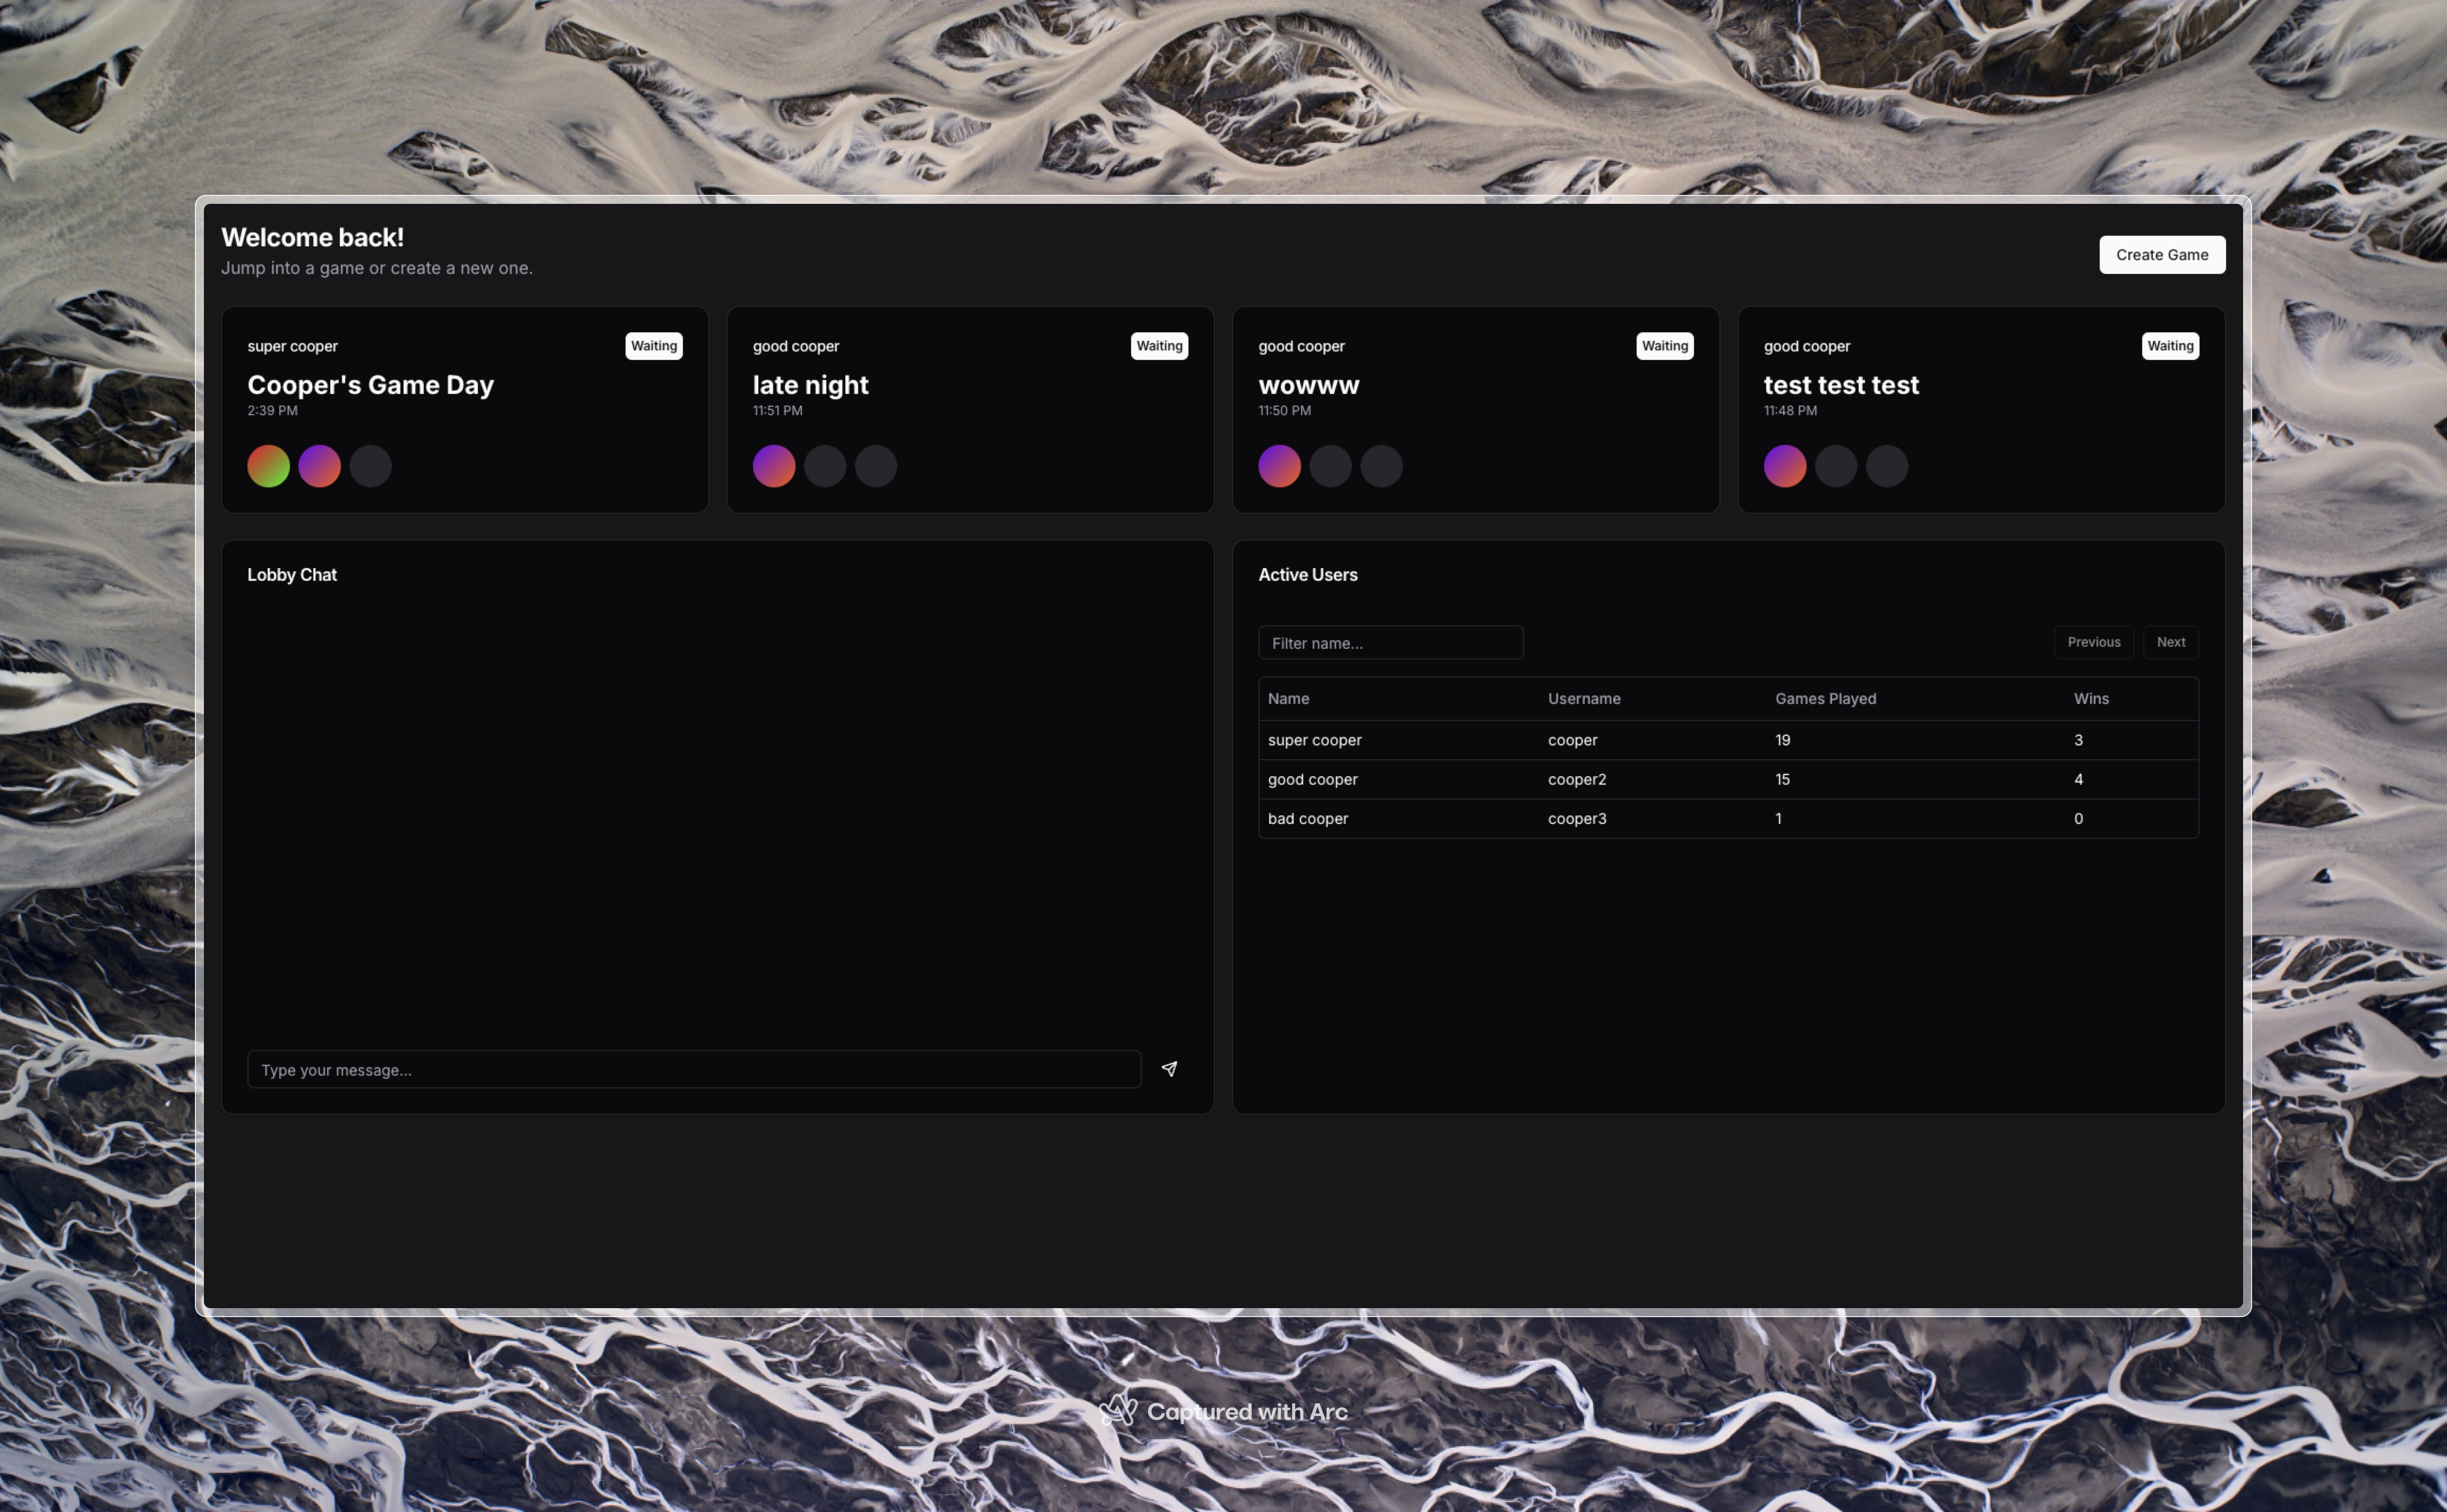 Welcome back!
Jump into a game or create a new one.
Create Game
super cooper
Waiting
Cooper's Game Day
2:39 PM
good cooper
Waiting
late night
11:51 PM
good cooper
Waiting
wowww
11:50 PM
good cooper
Waiting
test test test
11:48 PM
Lobby Chat
Type your message...
Active Users
Filter name...
Previous
Next
Name Username Games Played Wins
super cooper cooper 19 3
good cooper cooper2 15 4
bad cooper cooper3 1 0
Captured with Arc